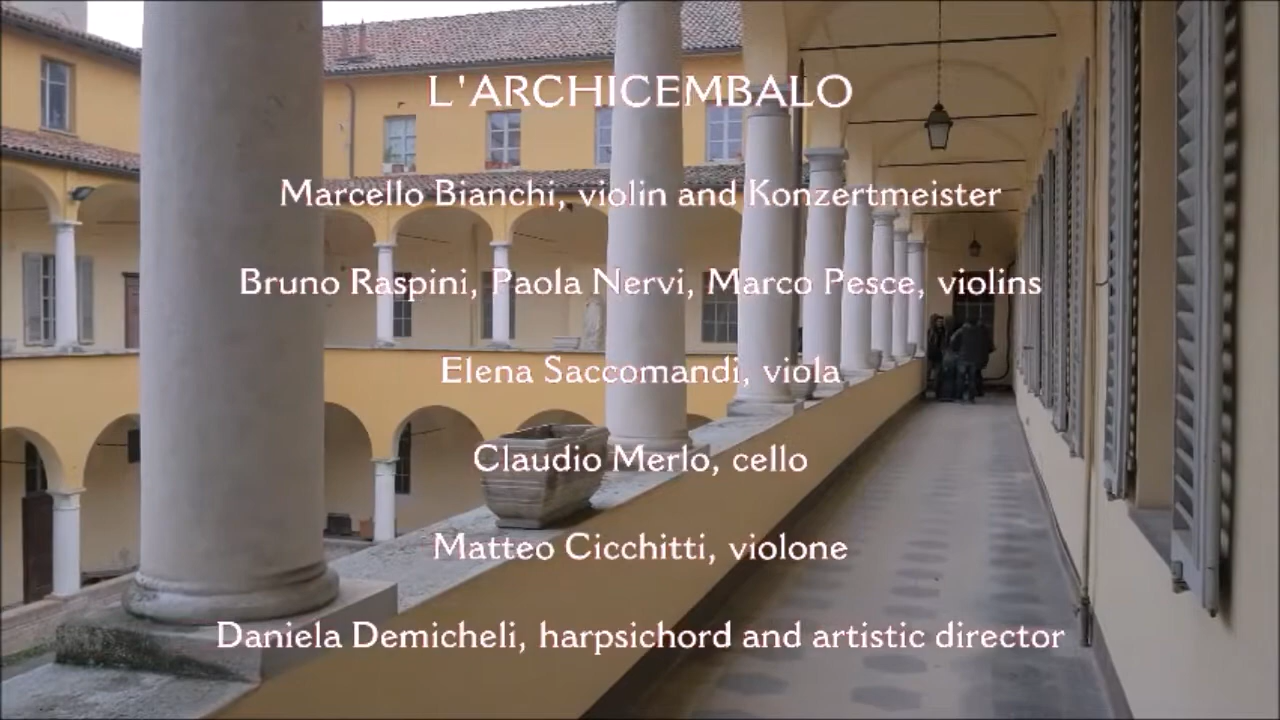 L'ARCHICEMBALO
Marcello Bianchi, violin and Konzertmeister
Bruno Raspini, Paola Nervi, Marco Pesce, violins
Elena Saccomandi, viola
Claudio Merlo, cello
Matteo Cicchitti, violone
Daniela Demicheli, harpsichord and artistic director